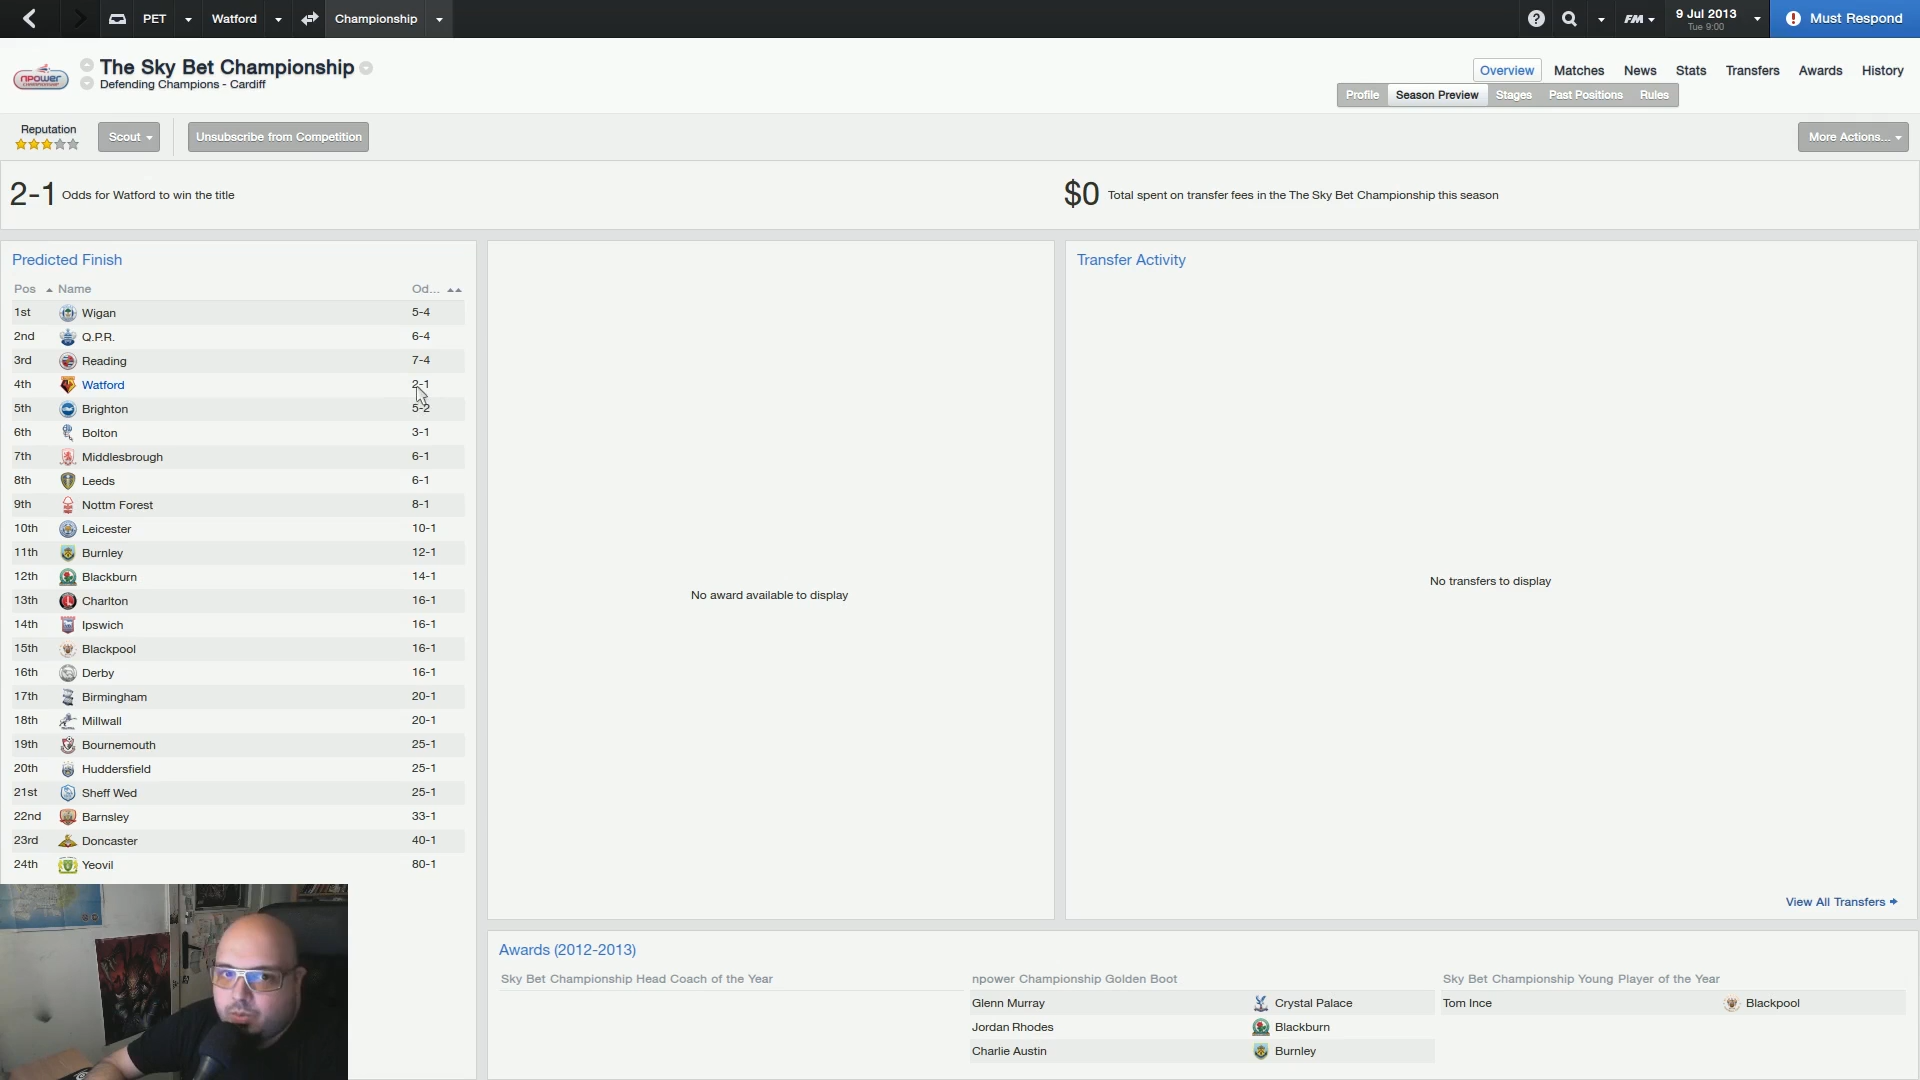 PET
Watford
Championship
FM
9 Jul 2013
Tue 9:00
Must Respond
npower
The Sky Bet Championship
Defending Champions - Cardiff
Overview Matches News Stats Transfers Awards History
Profile Season Preview Stages Past Positions Rules
Reputation
Scout
Unsubscribe from Competition
More Actions...
2-1 Odds for Watford to win the title
$0 Total spent on transfer fees in the The Sky Bet Championship this season
Predicted Finish
Pos Name Od...
1st Wigan 5-4
2nd Q.P.R. 6-4
3rd Reading 7-4
4th Watford 2-1
5th Brighton 5-2
6th Bolton 3-1
7th Middlesbrough 6-1
8th Leeds 6-1
9th Nottm Forest 8-1
10th Leicester 10-1
11th Burnley 12-1
12th Blackburn 14-1
13th Charlton 16-1
14th Ipswich 16-1
15th Blackpool 16-1
16th Derby 16-1
17th Birmingham 20-1
18th Millwall 20-1
19th Bournemouth 25-1
20th Huddersfield 25-1
21st Sheff Wed 25-1
22nd Barnsley 33-1
23rd Doncaster 40-1
24th Yeovil 80-1
No award available to display
Transfer Activity
No transfers to display
View All Transfers
Awards (2012-2013)
Sky Bet Championship Head Coach of the Year
npower Championship Golden Boot
Glenn Murray Crystal Palace
Jordan Rhodes Blackburn
Charlie Austin Burnley
Sky Bet Championship Young Player of the Year
Tom Ince Blackpool